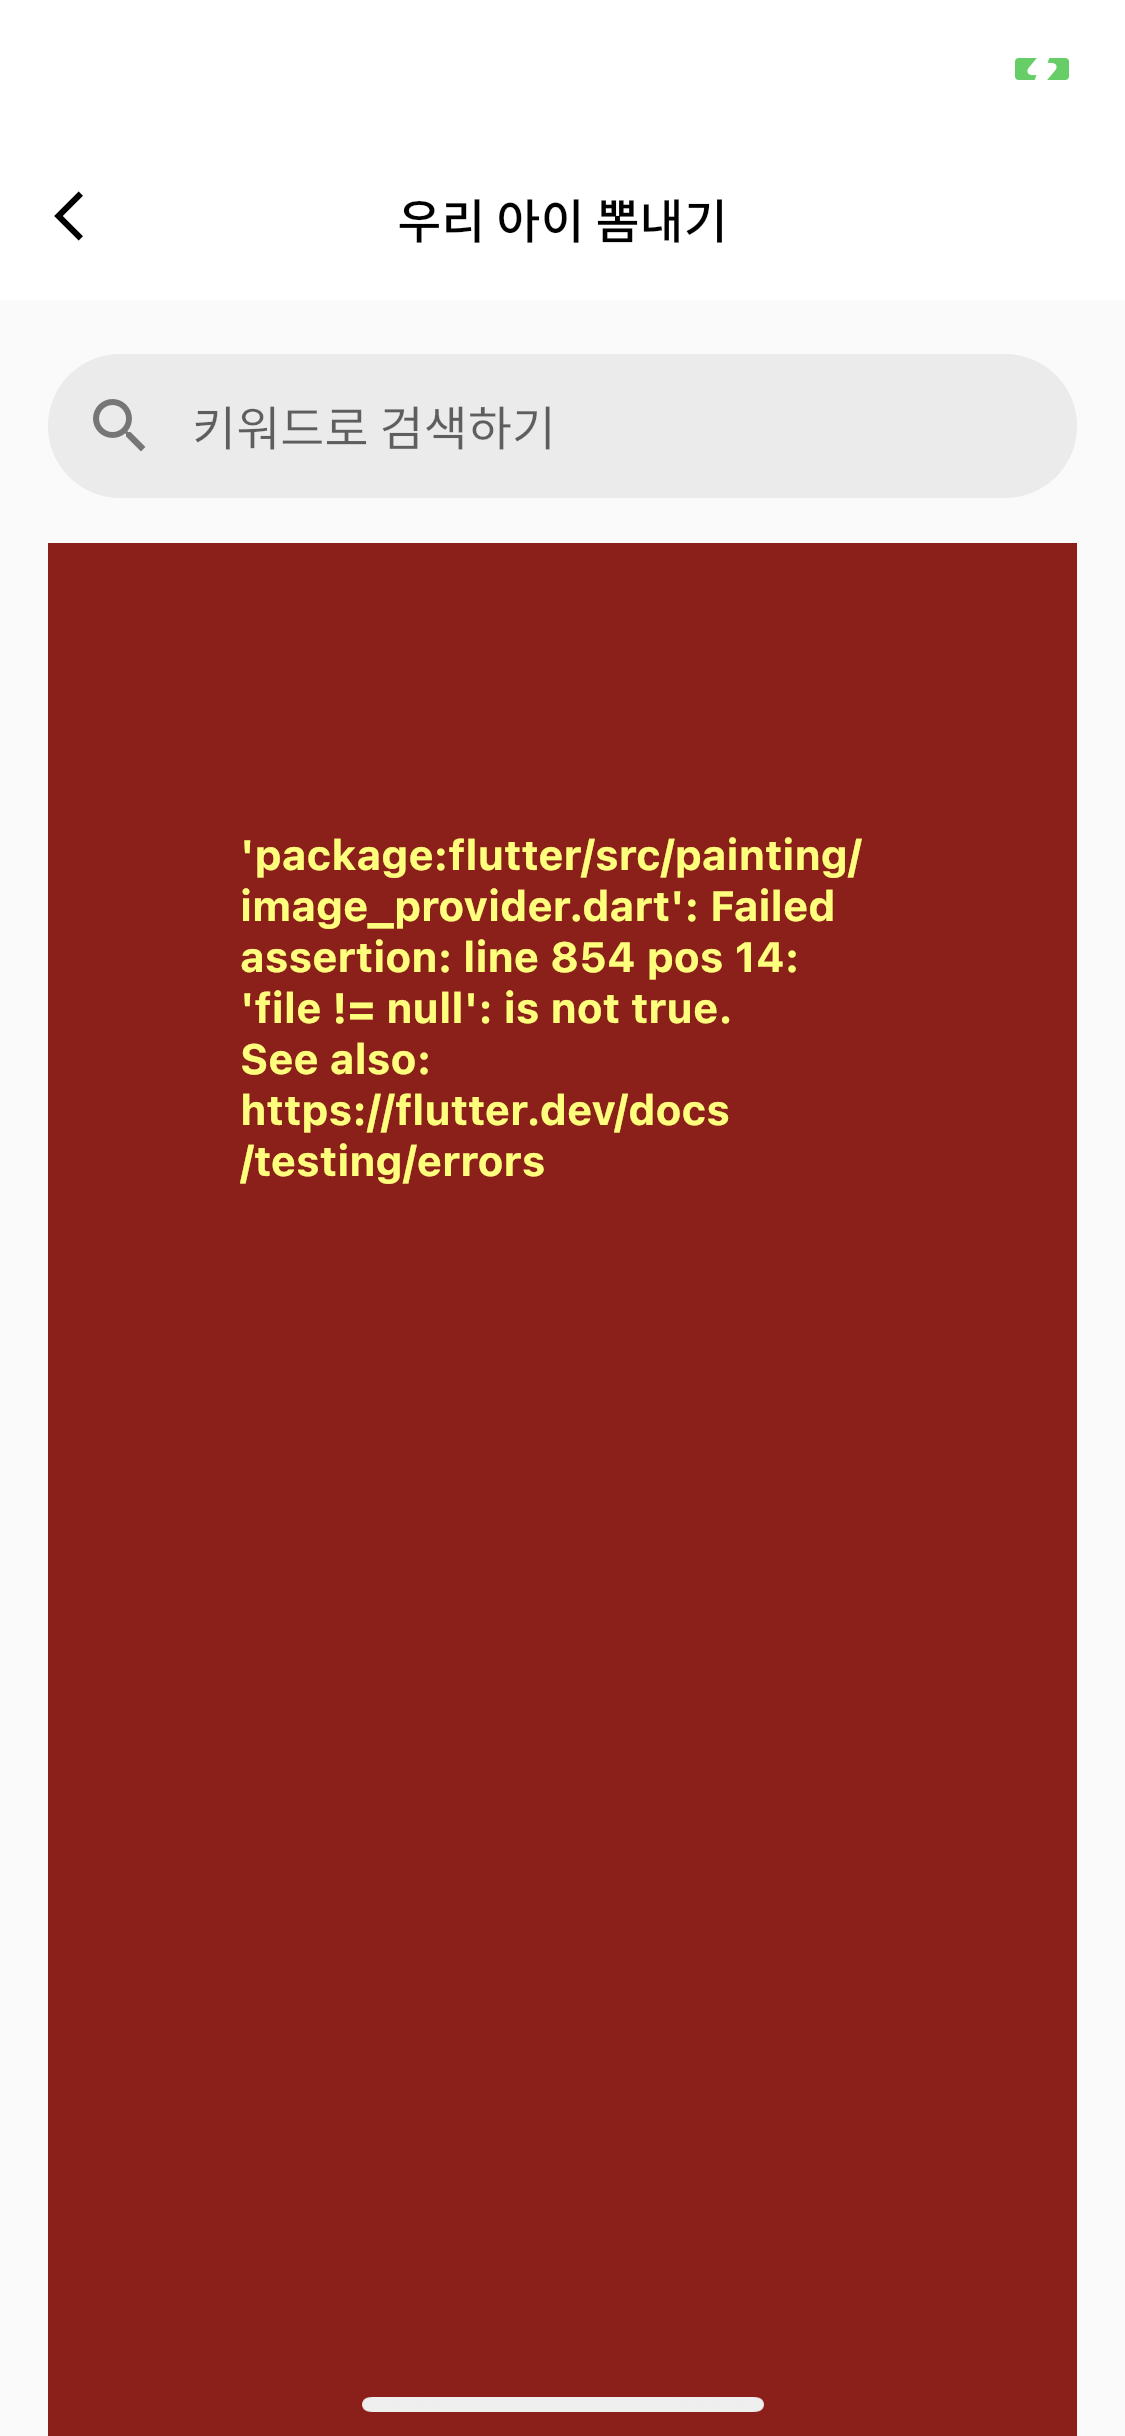 우리 아이 뽐내기
키워드로 검색하기
'package:flutter/src/painting/
image_provider.dart': Failed
assertion: line 854 pos 14:
'file != null': is not true.
See also:
https://flutter.dev/docs
/testing/errors